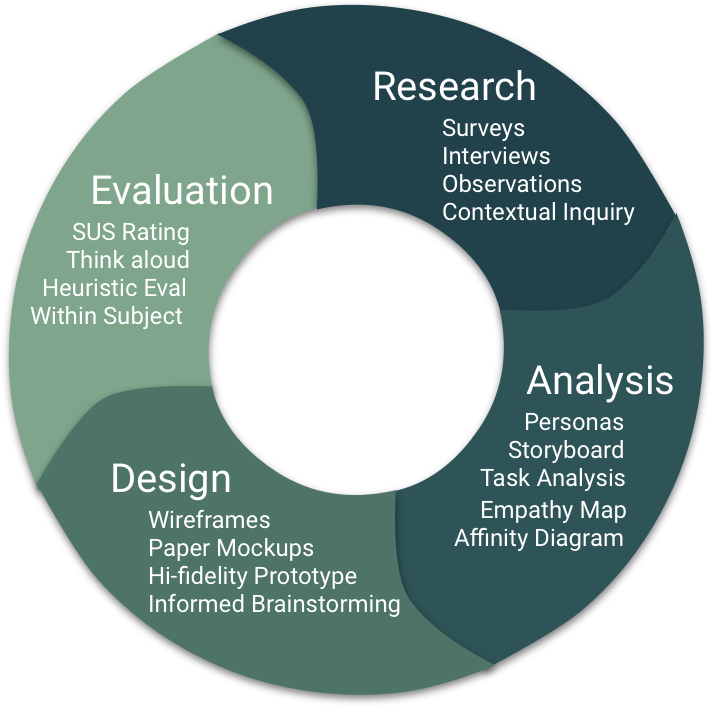 Research
Surveys
Interviews
Observations
Contextual Inquiry
Analysis
Personas
Storyboard
Task Analysis
Empathy Map
Affinity Diagram
Design
Wireframes
Paper Mockups
Hi-fidelity Prototype
Informed Brainstorming
Evaluation
SUS Rating
Think aloud
Heuristic Eval
Within Subject